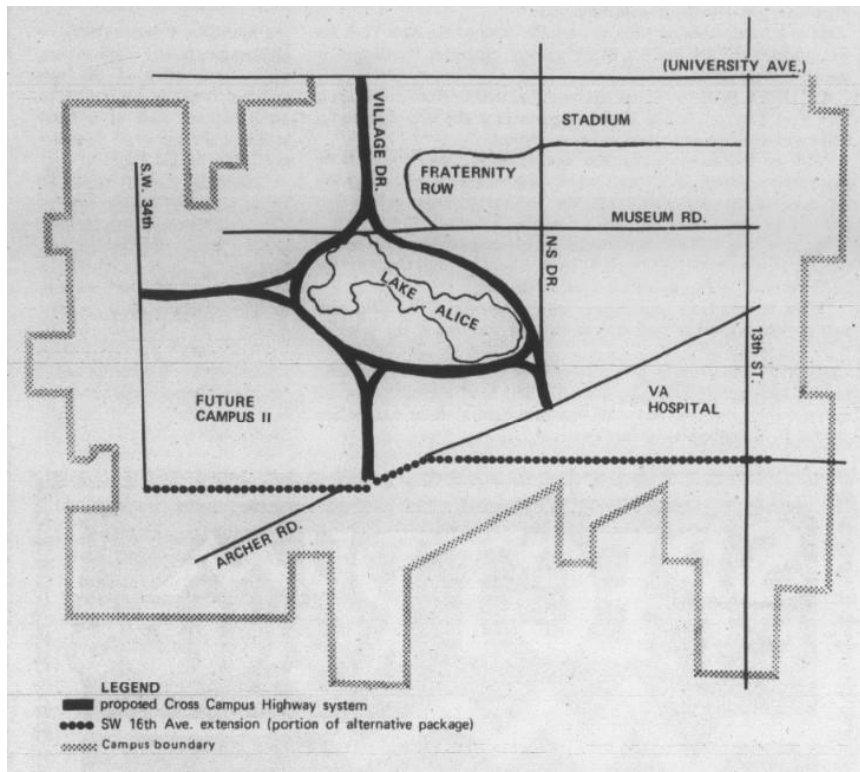 (UNIVERSITY AVE.)
VILLAGE DR.
STADIUM
S.W. 34th
FRATERNITY
ROW
MUSEUM RD.
N-S DR.
LAKE ALICE
13th ST.
FUTURE
CAMPUS II
VA
HOSPITAL
ARCHER RD.
LEGEND
proposed Cross Campus Highway system
SW 16th Ave. extension (portion of alternative package)
Campus boundary